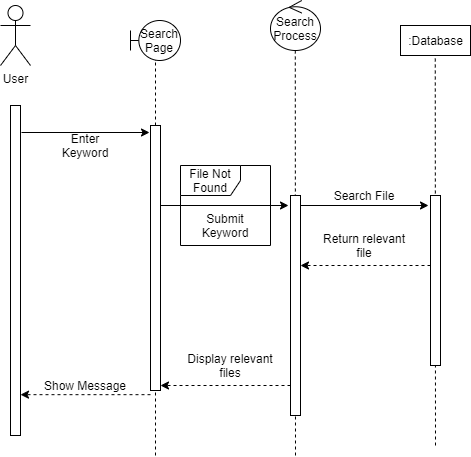 Search
Page
Search
Process
:Database
User
Enter
Keyword
File Not
Found
Submit
Keyword
Search File
Return relevant
file
Display relevant
files
Show Message